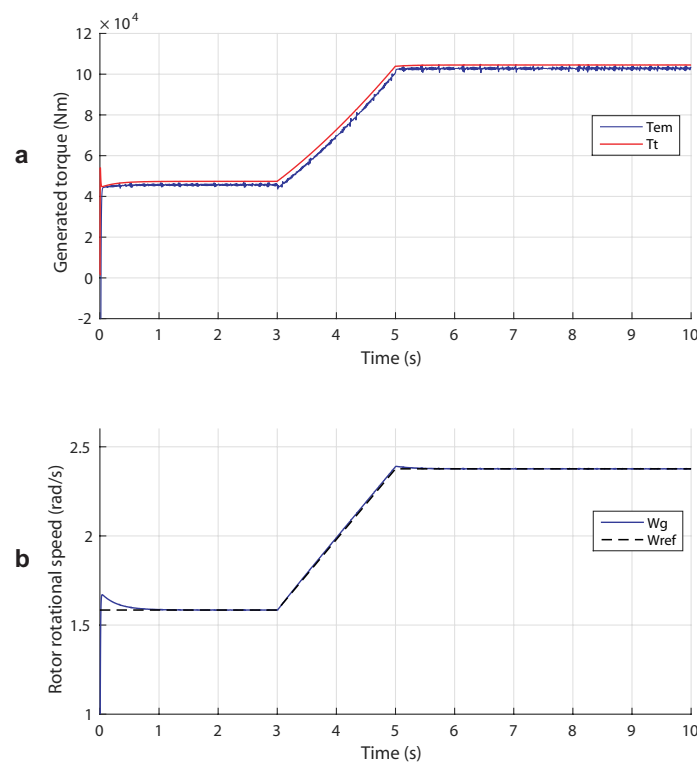 × 10⁴
12
10
8
6
4
2
0
-2
Generated torque (Nm)
a
Tem
Tt
0 1 2 3 4 5 6 7 8 9 10
Time (s)
2.5
2
1.5
1
Rotor rotational speed (rad/s)
b
Wg
Wref
0 1 2 3 4 5 6 7 8 9 10
Time (s)